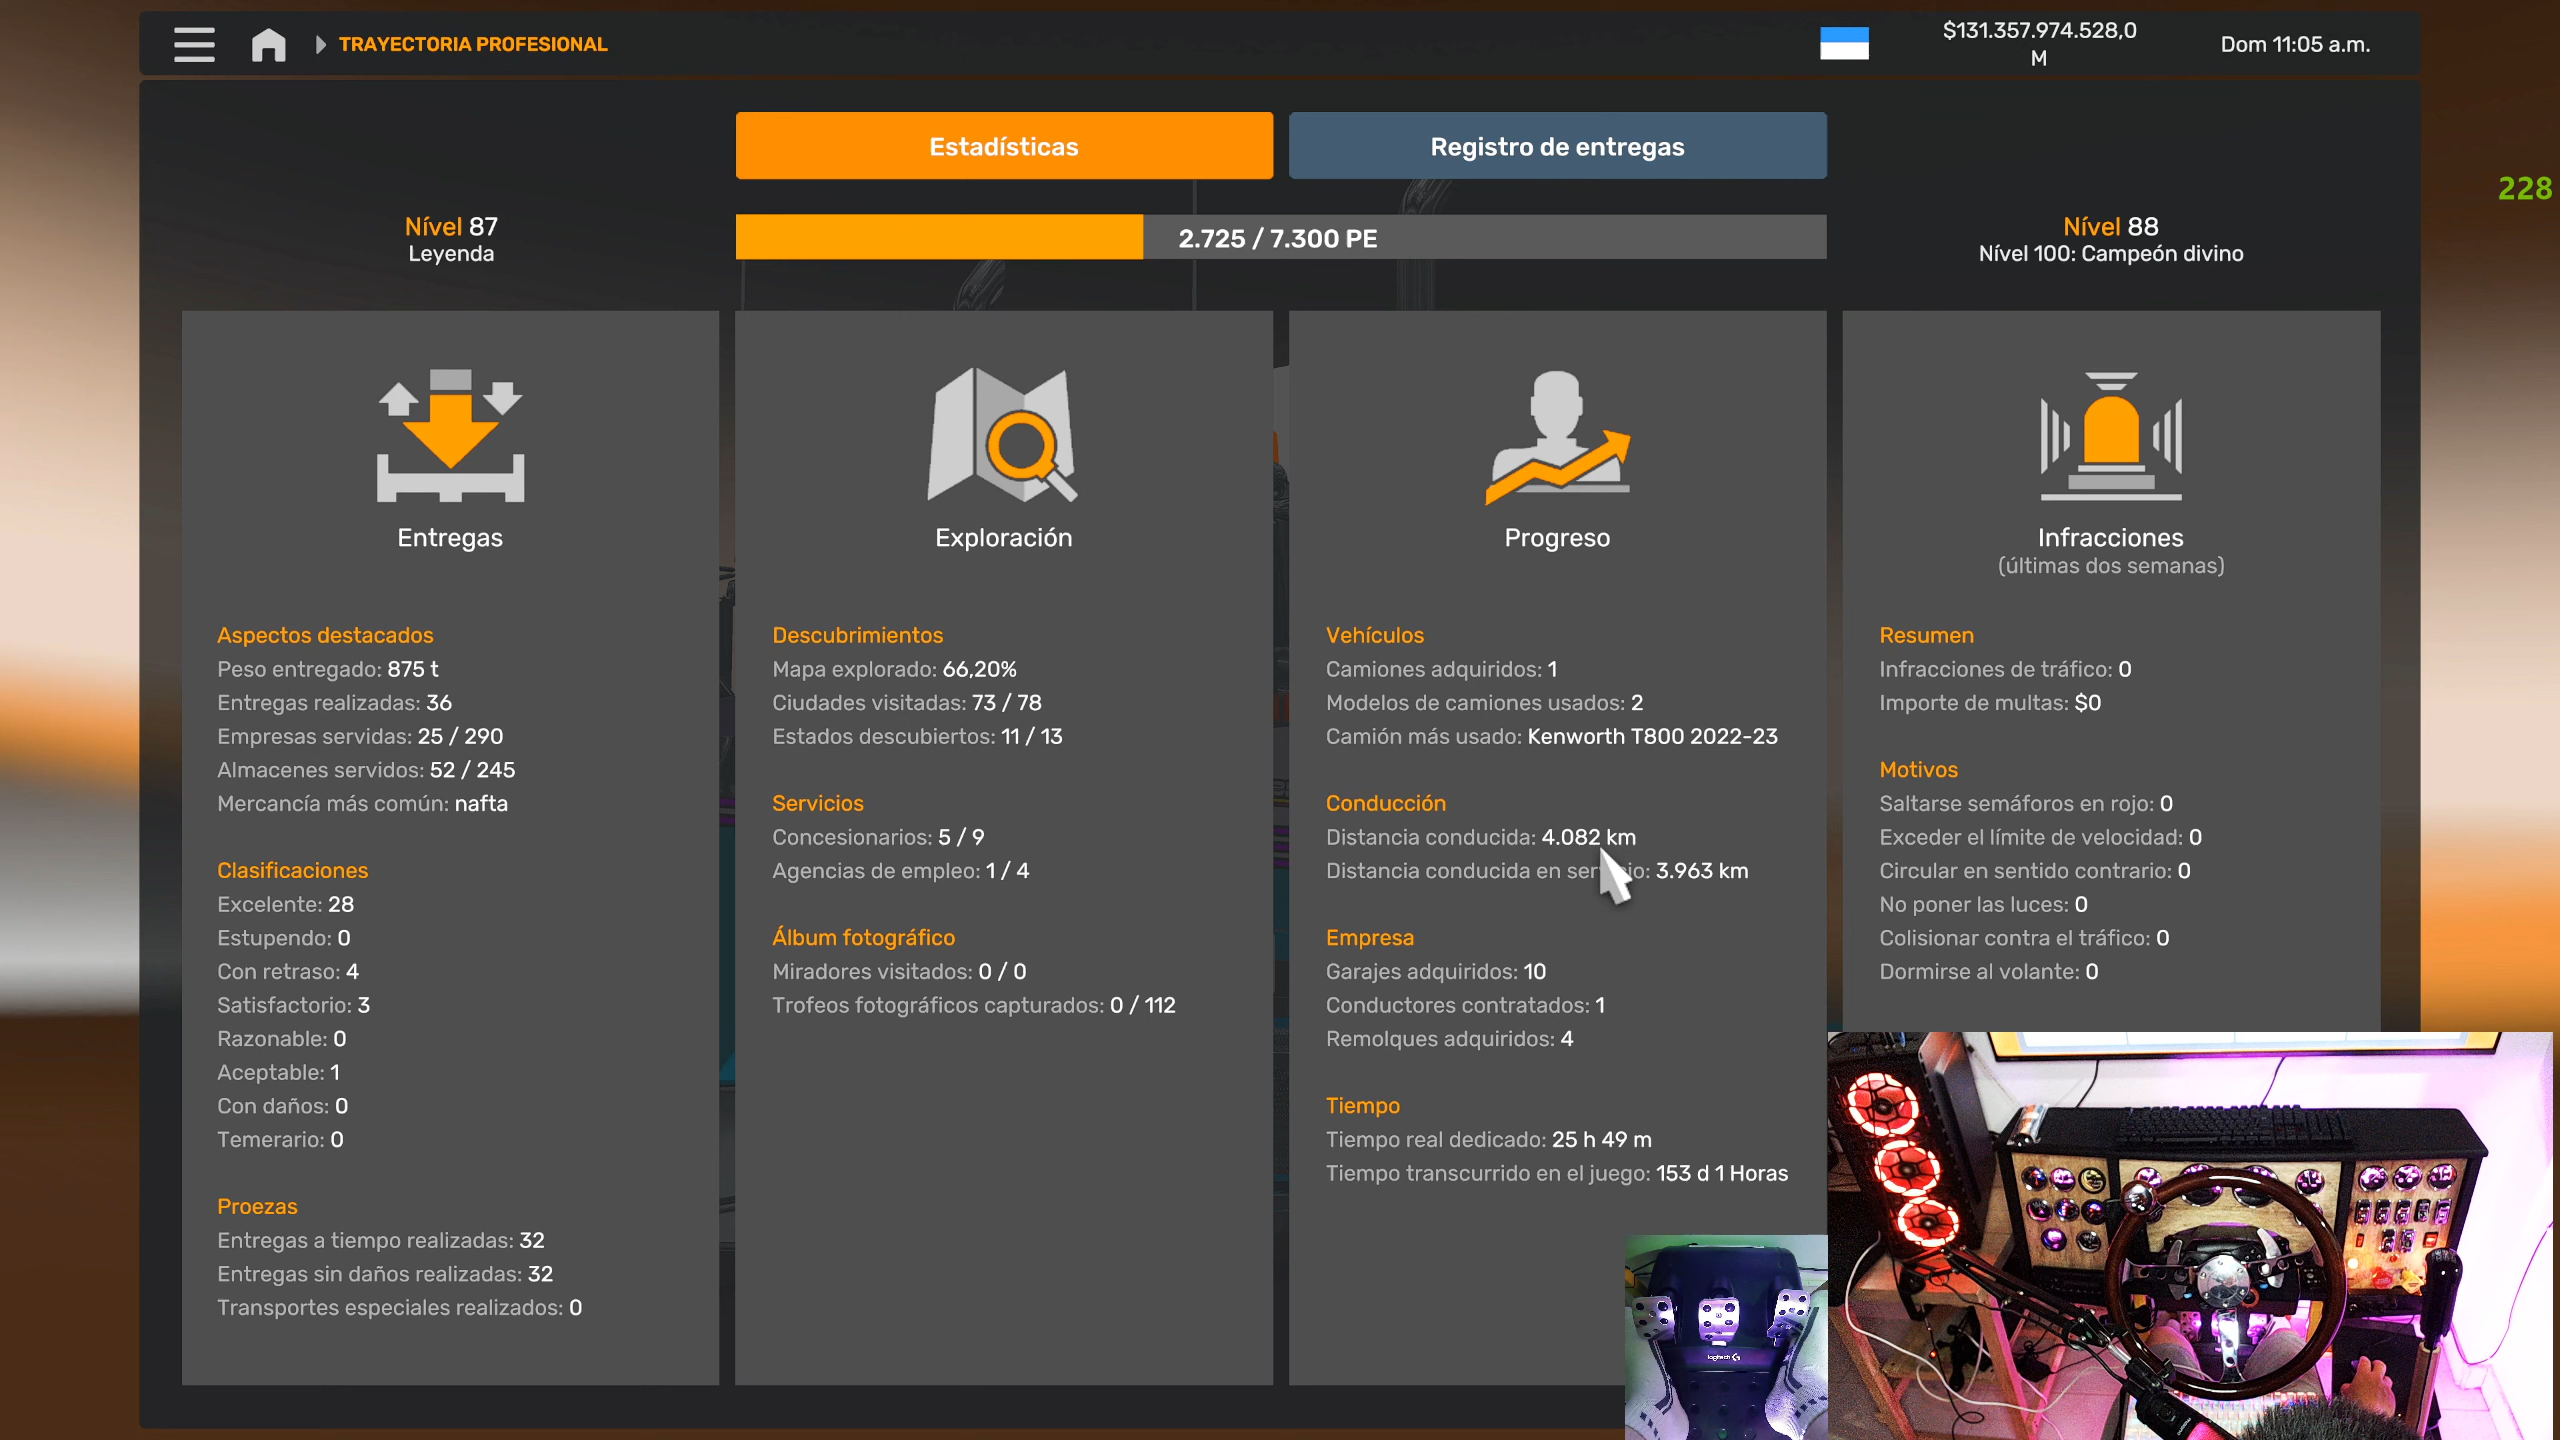 TRAYECTORIA PROFESIONAL
$131.357.974.528,0
M
Dom 11:05 a.m.
Estadísticas
Registro de entregas
228
Nível 87
Leyenda
2.725 / 7.300 PE
Nível 88
Nível 100: Campeón divino
Entregas
Aspectos destacados
Peso entregado: 875 t
Entregas realizadas: 36
Empresas servidas: 25 / 290
Almacenes servidos: 52 / 245
Mercancía más común: nafta
Clasificaciones
Excelente: 28
Estupendo: 0
Con retraso: 4
Satisfactorio: 3
Razonable: 0
Aceptable: 1
Con daños: 0
Temerario: 0
Proezas
Entregas a tiempo realizadas: 32
Entregas sin daños realizadas: 32
Transportes especiales realizados: 0
Exploración
Descubrimientos
Mapa explorado: 66,20%
Ciudades visitadas: 73 / 78
Estados descubiertos: 11 / 13
Servicios
Concesionarios: 5 / 9
Agencias de empleo: 1 / 4
Álbum fotográfico
Miradores visitados: 0 / 0
Trofeos fotográficos capturados: 0 / 112
Progreso
Vehículos
Camiones adquiridos: 1
Modelos de camiones usados: 2
Camión más usado: Kenworth T800 2022-23
Conducción
Distancia conducida: 4.082 km
Distancia conducida en servicio: 3.963 km
Empresa
Garajes adquiridos: 10
Conductores contratados: 1
Remolques adquiridos: 4
Tiempo
Tiempo real dedicado: 25 h 49 m
Tiempo transcurrido en el juego: 153 d 1 Horas
Infracciones
(últimas dos semanas)
Resumen
Infracciones de tráfico: 0
Importe de multas: $0
Motivos
Saltarse semáforos en rojo: 0
Exceder el límite de velocidad: 0
Circular en sentido contrario: 0
No poner las luces: 0
Colisionar contra el tráfico: 0
Dormirse al volante: 0
logitech G